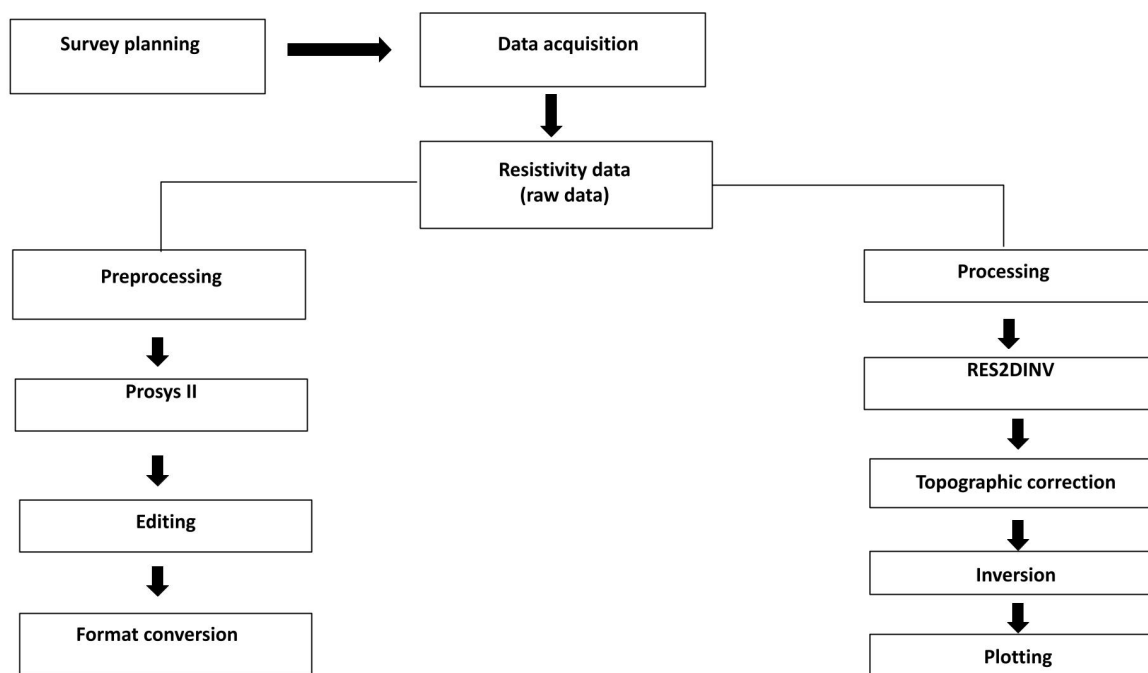 Survey planning
Data acquisition
Resistivity data
(raw data)
Preprocessing
Prosys II
Editing
Format conversion
Processing
RES2DINV
Topographic correction
Inversion
Plotting